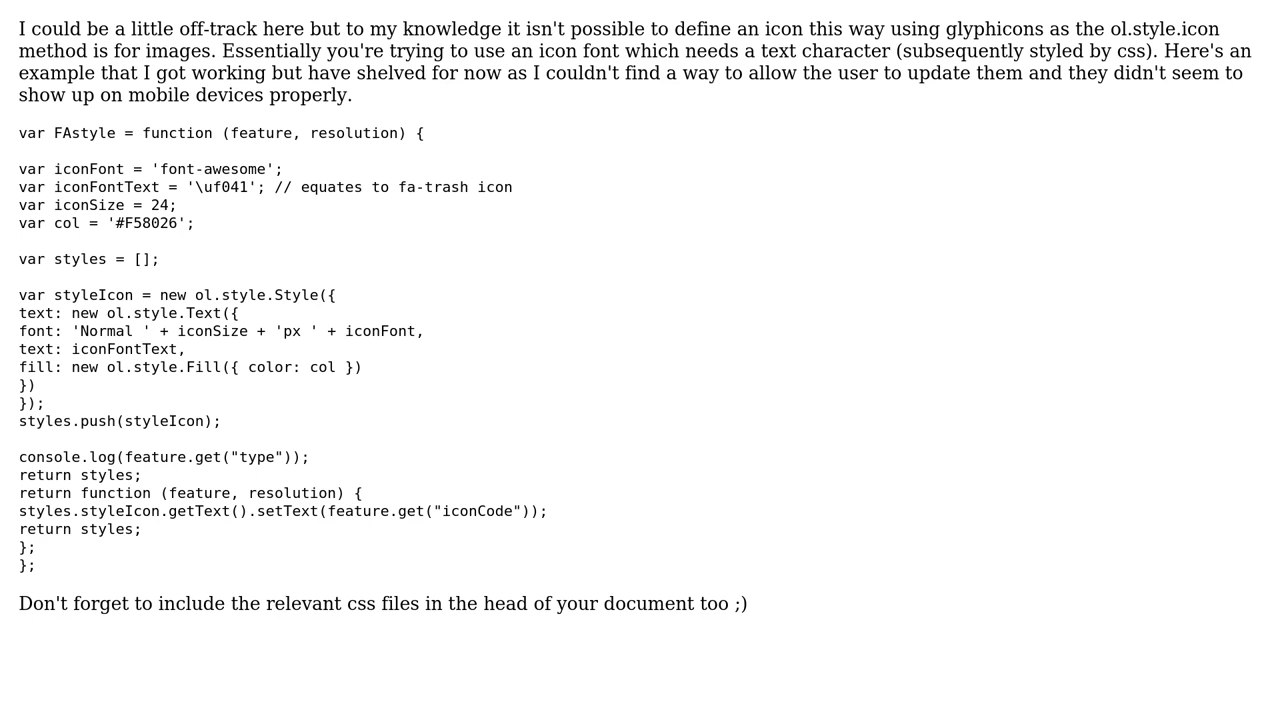 I could be a little off-track here but to my knowledge it isn't possible to define an icon this way using glyphicons as the ol.style.icon
method is for images. Essentially you're trying to use an icon font which needs a text character (subsequently styled by css). Here's an
example that I got working but have shelved for now as I couldn't find a way to allow the user to update them and they didn't seem to
show up on mobile devices properly.
var FAstyle = function (feature, resolution) {
var iconFont = 'font-awesome';
var iconFontText = '\uf041'; // equates to fa-trash icon
var iconSize = 24;
var col = '#F58026';
var styles = [];
var styleIcon = new ol.style.Style({
text: new ol.style.Text({
font: 'Normal ' + iconSize + 'px ' + iconFont,
text: iconFontText,
fill: new ol.style.Fill({ color: col })
})
});
styles.push(styleIcon);
console.log(feature.get("type"));
return styles;
return function (feature, resolution) {
styles.styleIcon.getText().setText(feature.get("iconCode"));
return styles;
};
};
Don't forget to include the relevant css files in the head of your document too ;)